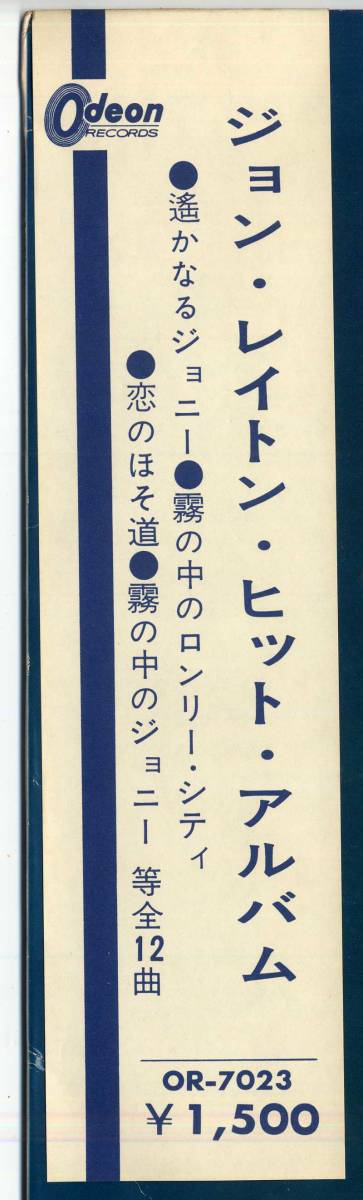 Odeon
RECORDS
ジョン・レイトン・ヒット・アルバム
●遙かなるジョニー●霧の中のロンリー・シティ
●恋のほそ道●霧の中のジョニー 等全12曲
OR-7023
¥1,500